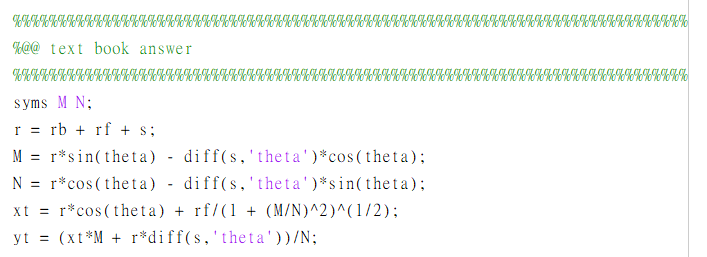 %%%%%%%%%%%%%%%%%%%%%%%%%%%%%%%%%%%%%%%%%%%%%%%%%%%%%%%%%%%%%%%%%%%%%%%%%%%
%@@ text book answer
%%%%%%%%%%%%%%%%%%%%%%%%%%%%%%%%%%%%%%%%%%%%%%%%%%%%%%%%%%%%%%%%%%%%%%%%%%%
syms M N;
r = rb + rf + s;
M = r*sin(theta) - diff(s,'theta')*cos(theta);
N = r*cos(theta) - diff(s,'theta')*sin(theta);
xt = r*cos(theta) + rf/(1 + (M/N)^2)^(1/2);
yt = (xt*M + r*diff(s,'theta'))/N;